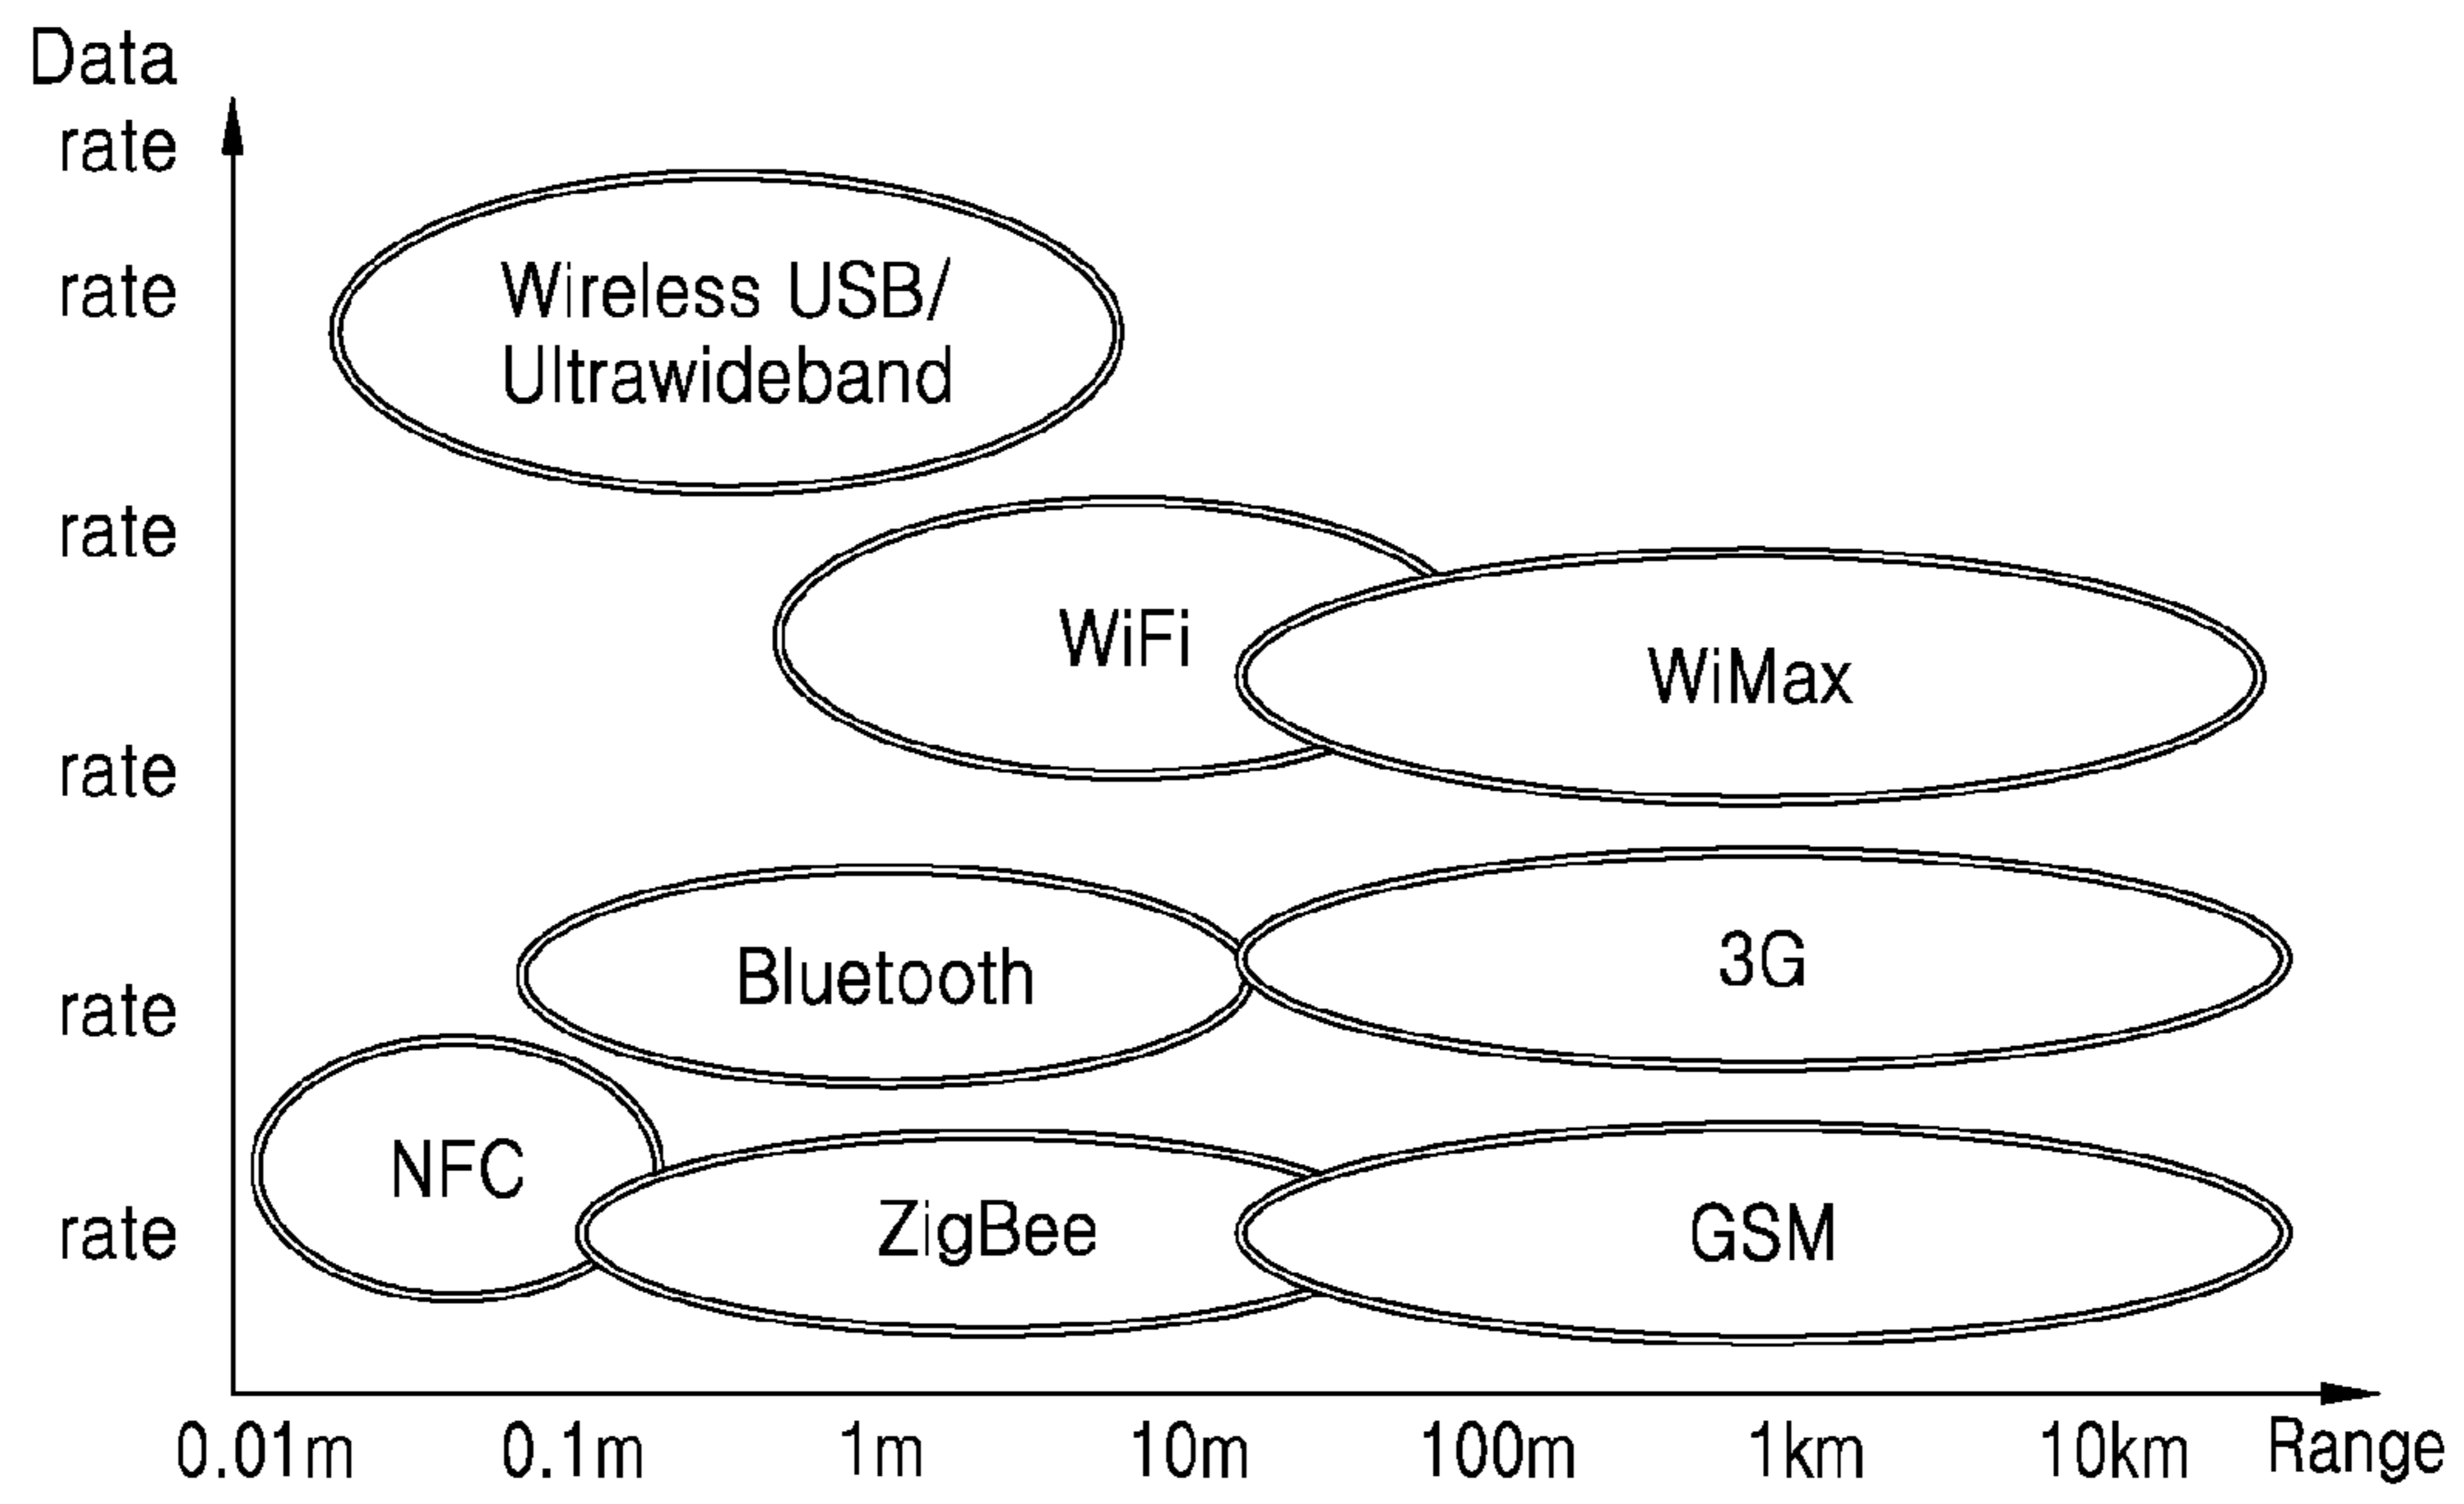 Data
rate
rate
Wireless USB/
Ultrawideband
rate
WiFi
WiMax
rate
Bluetooth
3G
rate
NFC
ZigBee
GSM
rate
0.01m 0.1m 1m 10m 100m 1km 10km Range